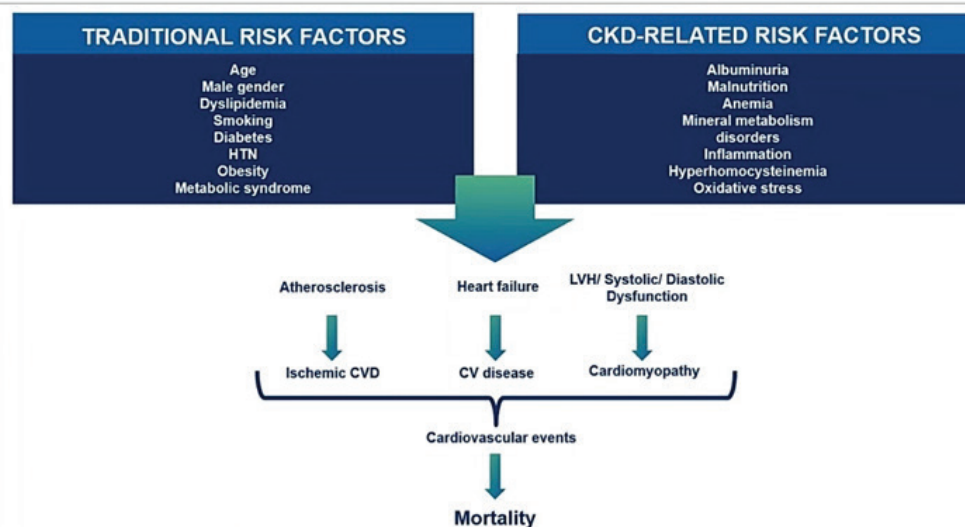 TRADITIONAL RISK FACTORS
Age
Male gender
Dyslipidemia
Smoking
Diabetes
HTN
Obesity
Metabolic syndrome
CKD-RELATED RISK FACTORS
Albuminuria
Malnutrition
Anemia
Mineral metabolism
disorders
Inflammation
Hyperhomocysteinemia
Oxidative stress
Atherosclerosis
Heart failure
LVH/ Systolic/ Diastolic
Dysfunction
Ischemic CVD
CV disease
Cardiomyopathy
Cardiovascular events
Mortality